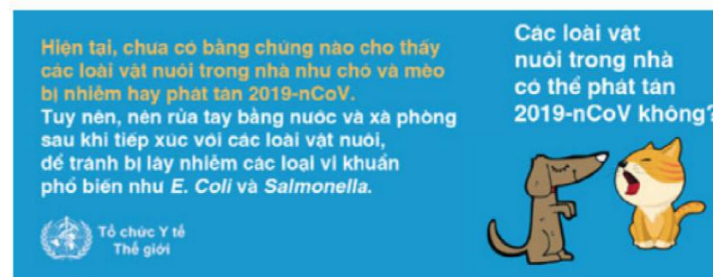 Hiện tại, chưa có bằng chứng nào cho thấy
các loài vật nuôi trong nhà như chó và mèo
bị nhiễm hay phát tán 2019-nCoV.
Tuy nên, nên rửa tay bằng nước và xà phòng
sau khi tiếp xúc với các loài vật nuôi,
để tránh bị lây nhiễm các loại vi khuẩn
phổ biến như E. Coli và Salmonella.
Tổ chức Y tế
Thế giới
Các loài vật
nuôi trong nhà
có thể phát tán
2019-nCoV không?